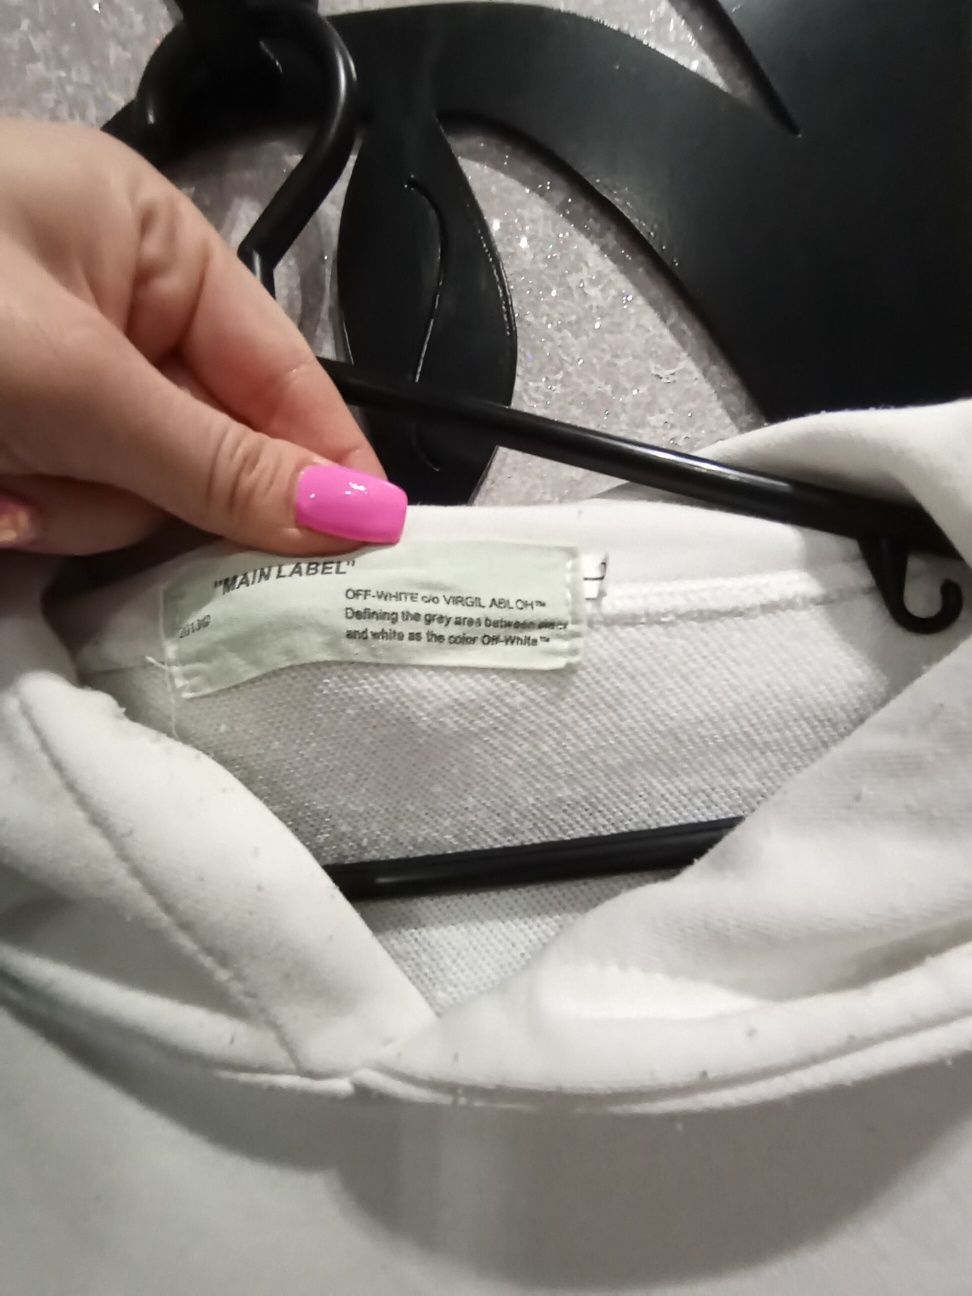 "MAIN LABEL"
OFF-WHITE c/o VIRGIL ABLOH™
Defining the grey area between black
and white as the color Off-White™